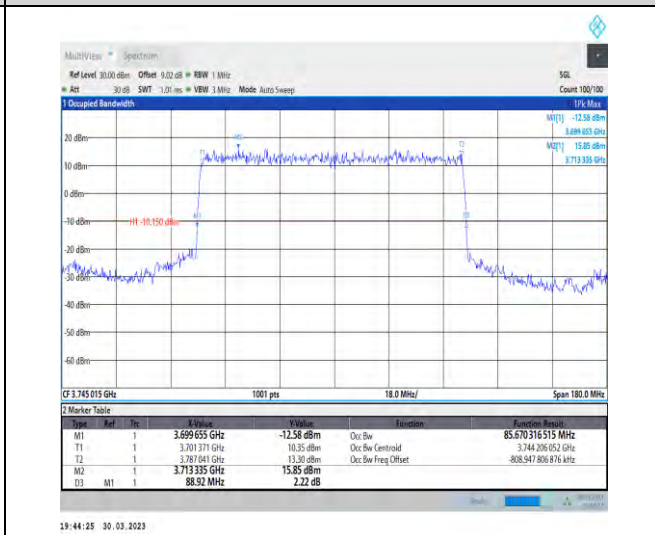 MultiView Spectrum
Ref Level 30.00 dBm Offset 9.02 dB RBW 1 MHz SGL
Att 30 dB SWT 1.01 ms VBW 3 MHz Mode Auto Sweep Count 100/100
1 Occupied Bandwidth 1Pk Max
M1[1] -12.58 dBm
3.699 655 GHz
M2[1] 15.85 dBm
3.713 335 GHz
20 dBm
10 dBm
0 dBm
-10 dBm
H1 -10.150 dBm
-20 dBm
-30 dBm
-40 dBm
-50 dBm
-60 dBm
CF 3.745 015 GHz 1001 pts 18.0 MHz/ Span 180.0 MHz
2 Marker Table
Type Ref Trc X-Value Y-Value Function Function Result
M1 1 3.699 655 GHz -12.58 dBm Occ Bw 85.670 316 515 MHz
T1 1 3.701 371 GHz 10.35 dBm Occ Bw Centroid 3.744 206 052 GHz
T2 1 3.787 041 GHz 13.30 dBm Occ Bw Freq Offset -808.947 806 876 kHz
M2 1 3.713 335 GHz 15.85 dBm
D3 M1 1 88.92 MHz 2.22 dB
19:44:25 30.03.2023